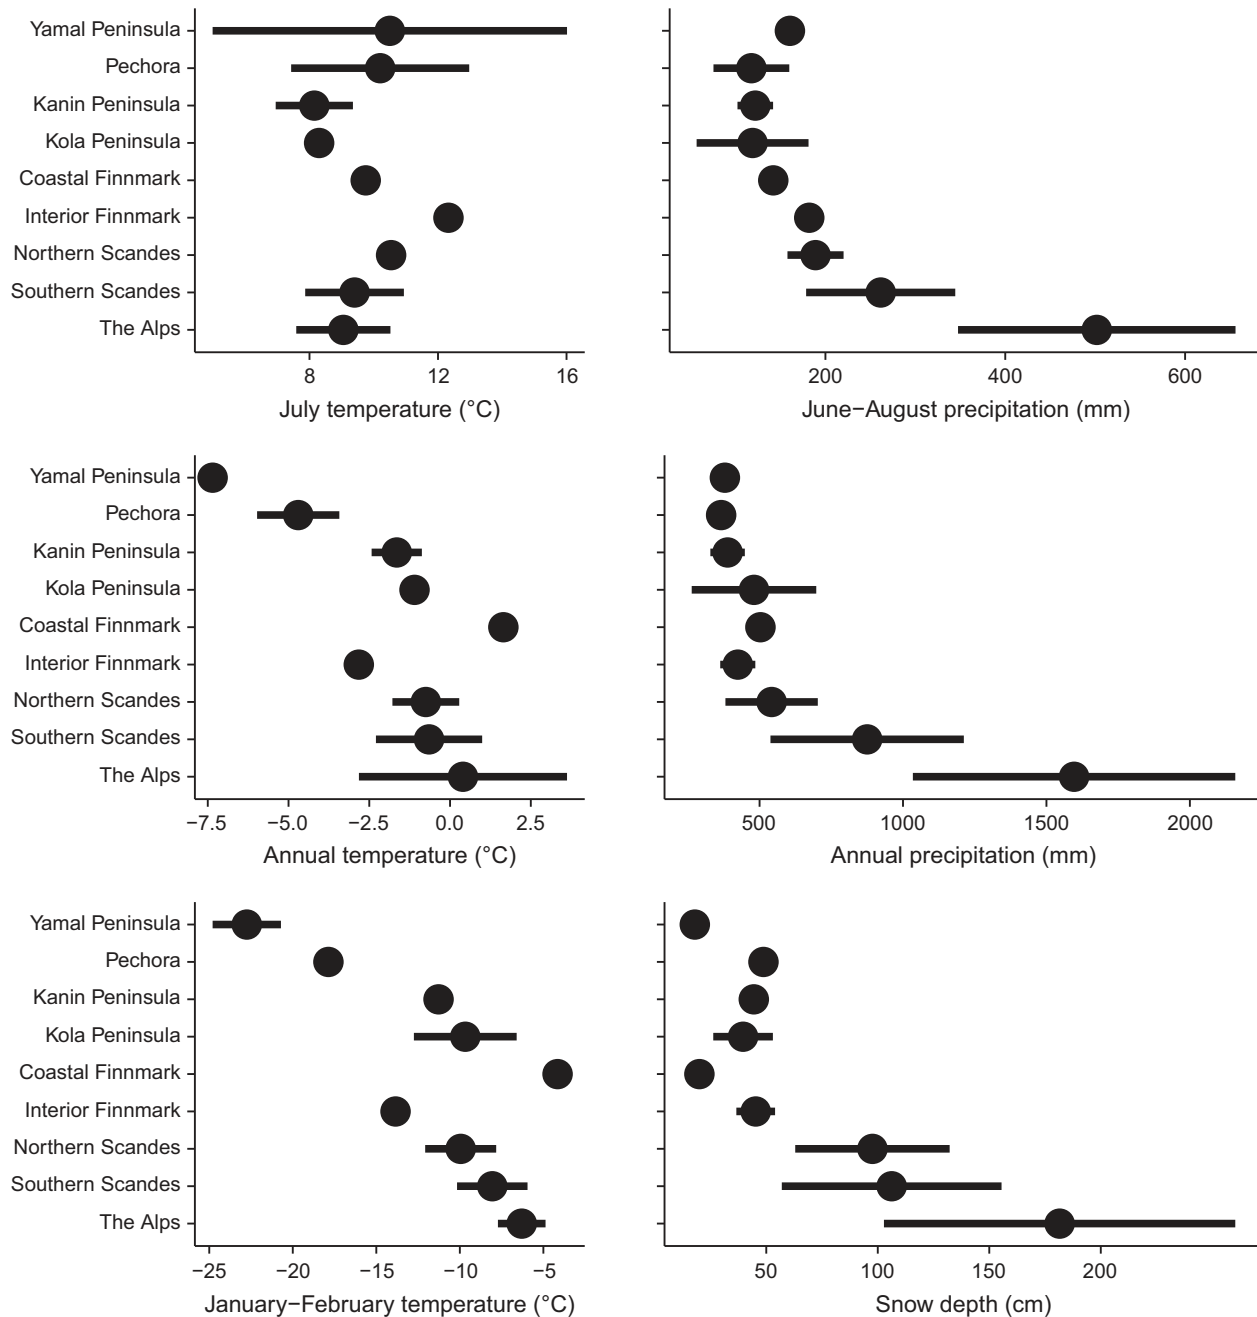 Yamal Peninsula
Pechora
Kanin Peninsula
Kola Peninsula
Coastal Finnmark
Interior Finnmark
Northern Scandes
Southern Scandes
The Alps
8 12 16
July temperature (°C)
200 400 600
June−August precipitation (mm)
Yamal Peninsula
Pechora
Kanin Peninsula
Kola Peninsula
Coastal Finnmark
Interior Finnmark
Northern Scandes
Southern Scandes
The Alps
−7.5 −5.0 −2.5 0.0 2.5
Annual temperature (°C)
500 1000 1500 2000
Annual precipitation (mm)
Yamal Peninsula
Pechora
Kanin Peninsula
Kola Peninsula
Coastal Finnmark
Interior Finnmark
Northern Scandes
Southern Scandes
The Alps
−25 −20 −15 −10 −5
January−February temperature (°C)
50 100 150 200
Snow depth (cm)